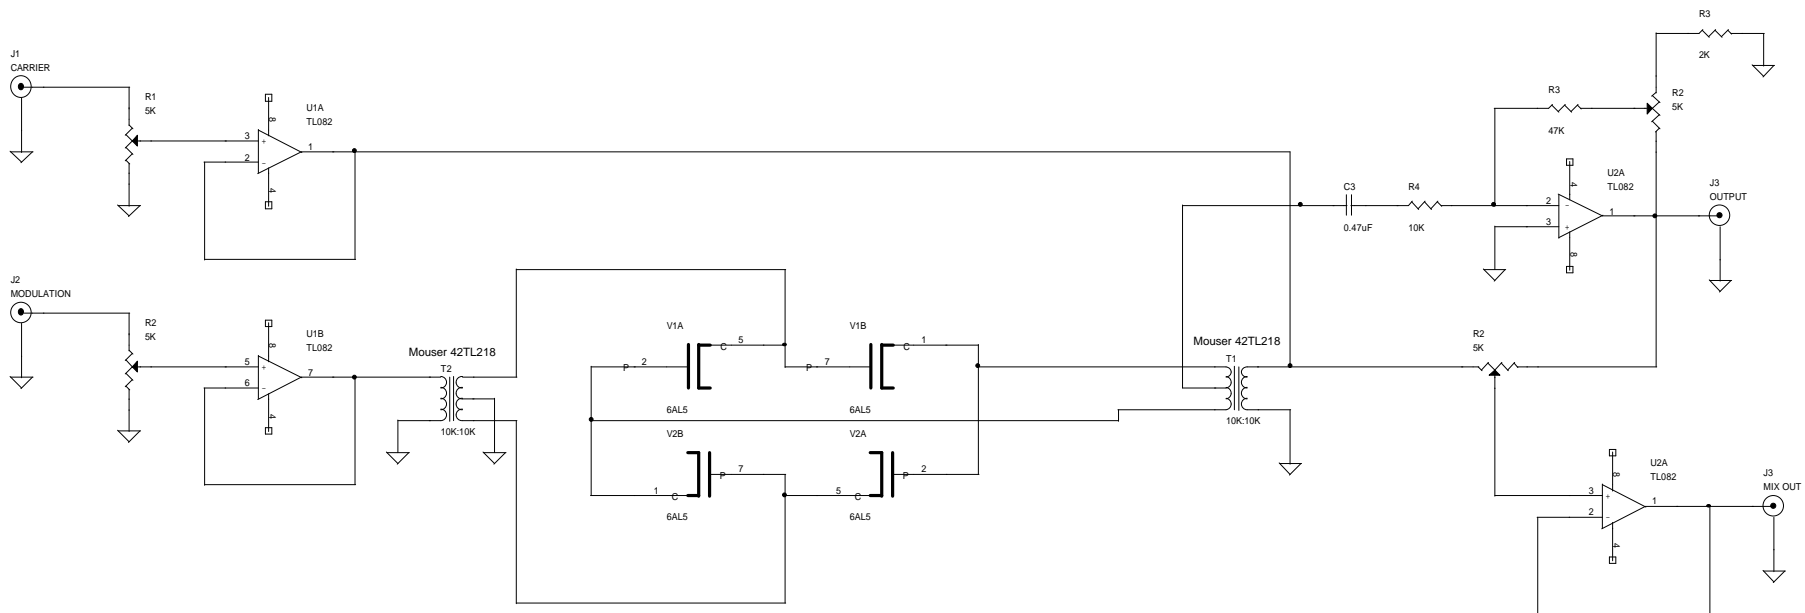 J1
CARRIER
R1
5K
8
U1A
TL082
3
+
2
-
1
4
R3
2K
R3
47K
R2
5K
C3
0.47uF
R4
10K
4
U2A
TL082
2
-
3
+
1
8
J3
OUTPUT
J2
MODULATION
R2
5K
8
U1B
TL082
5
+
6
-
7
4
Mouser 42TL218
T2
10K:10K
V1A
P
2
C
5
6AL5
V1B
P
7
C
1
6AL5
V2B
1
C
P
7
6AL5
V2A
5
C
P
2
6AL5
Mouser 42TL218
T1
10K:10K
R2
5K
8
U2A
TL082
3
+
2
-
1
4
J3
MIX OUT